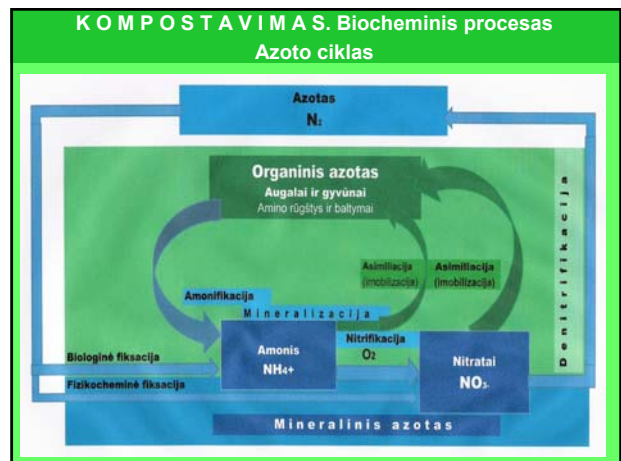 K O M P O S T A V I M A S. Biocheminis procesas
Azoto ciklas
Azotas
N₂
Organinis azotas
Augalai ir gyvūnai
Amino rūgštys ir baltymai
Denitrifikacija
Asimiliacija
(imobilizacija)
Asimiliacija
(imobilizacija)
Amonifikacija
Mineralizacija
Nitrifikacija
O₂
Amonis
NH₄+
Nitratai
NO₃-
Biologinė fiksacija
Fizikocheminė fiksacija
Mineralinis azotas